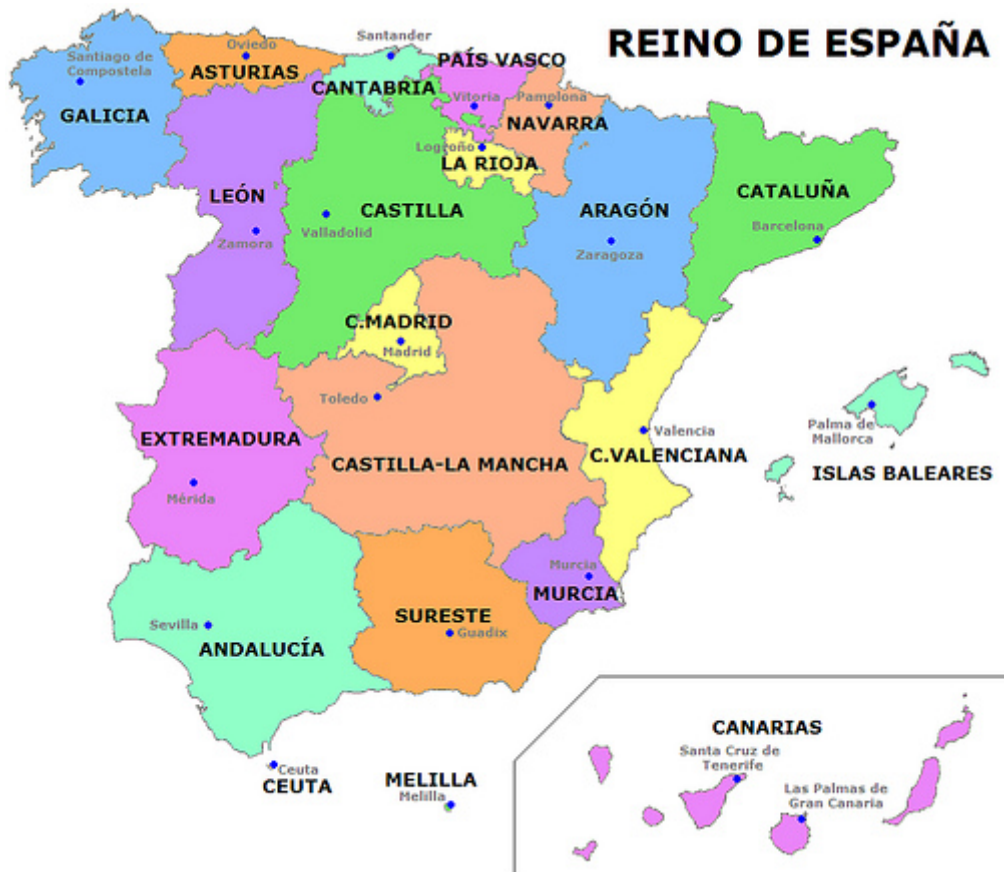 REINO DE ESPAÑA
Santander
Oviedo
PAÍS VASCO
Santiago de
Compostela
ASTURIAS
CANTABRIA
Vitoria
Pamplona
GALICIA
NAVARRA
Logroño
LA RIOJA
LEÓN
CASTILLA
ARAGÓN
CATALUÑA
Zamora
Valladolid
Zaragoza
Barcelona
C.MADRID
Madrid
Toledo
Palma de
Mallorca
EXTREMADURA
Valencia
CASTILLA-LA MANCHA
C.VALENCIANA
ISLAS BALEARES
Mérida
Murcia
MURCIA
Sevilla
SURESTE
Guadix
ANDALUCÍA
CANARIAS
Santa Cruz de
Tenerife
Ceuta
CEUTA
MELILLA
Melilla
Las Palmas de
Gran Canaria